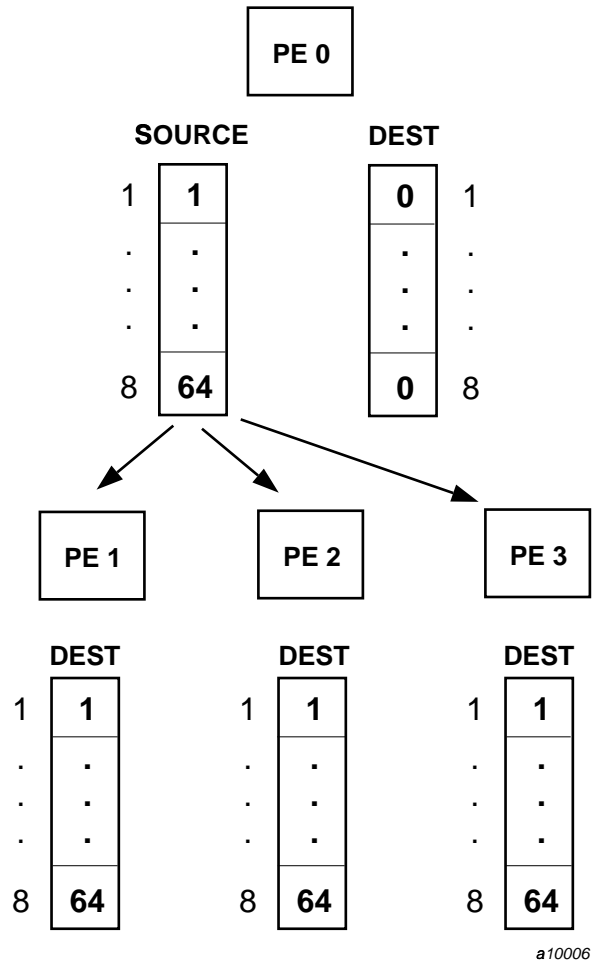 PE 0
SOURCE DEST
1 1 0 1
. . . .
. . . .
. . . .
8 64 0 8
PE 1 PE 2 PE 3
DEST DEST DEST
1 1 1 1 1 1
. . . . . .
. . . . . .
. . . . . .
8 64 8 64 8 64
a10006